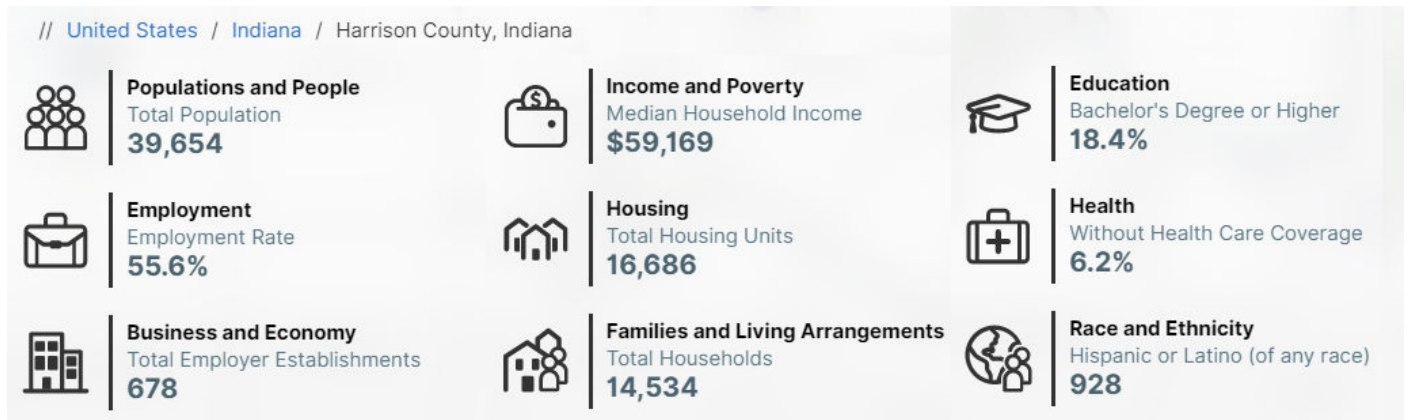 // United States / Indiana / Harrison County, Indiana
Populations and People
Total Population
39,654
Income and Poverty
Median Household Income
$59,169
Education
Bachelor's Degree or Higher
18.4%
Employment
Employment Rate
55.6%
Housing
Total Housing Units
16,686
Health
Without Health Care Coverage
6.2%
Business and Economy
Total Employer Establishments
678
Families and Living Arrangements
Total Households
14,534
Race and Ethnicity
Hispanic or Latino (of any race)
928